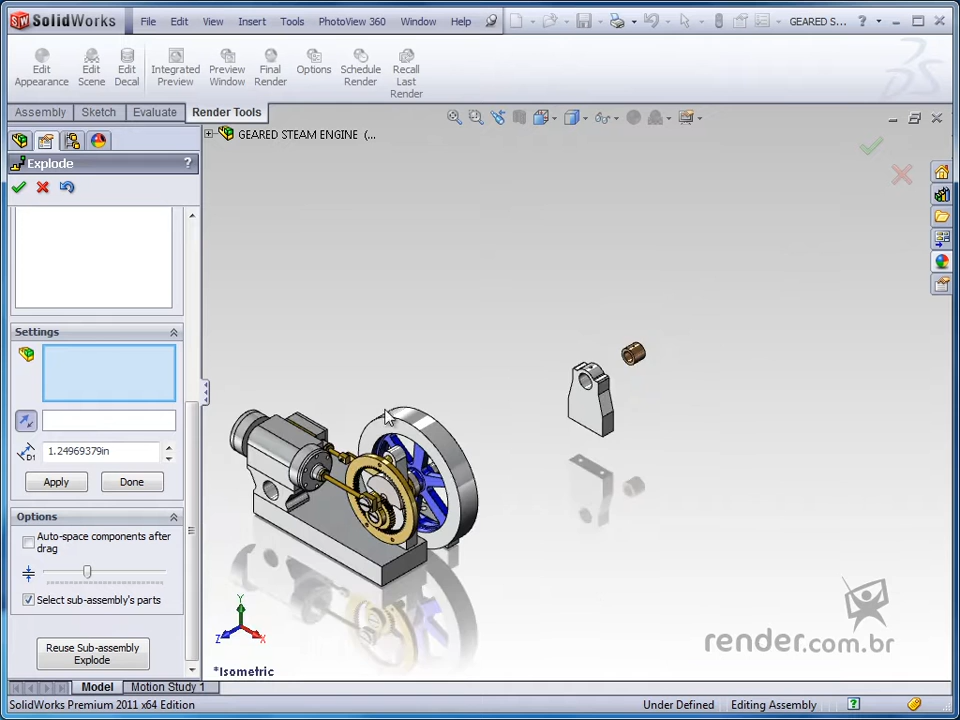 SolidWorks File Edit View Insert Tools PhotoView 360 Window Help GEARED S... ?
Edit Appearance
Edit Scene
Edit Decal
Integrated Preview
Preview Window
Final Render
Options
Schedule Render
Recall Last Render
Assembly Sketch Evaluate Render Tools
GEARED STEAM ENGINE (...
Explode ?
Settings
1.24969379in
Apply Done
Options
Auto-space components after
drag
Select sub-assembly's parts
Reuse Sub-assembly
Explode
Y
Z X
*Isometric
render.com.br
Model Motion Study 1
SolidWorks Premium 2011 x64 Edition Under Defined Editing Assembly ?